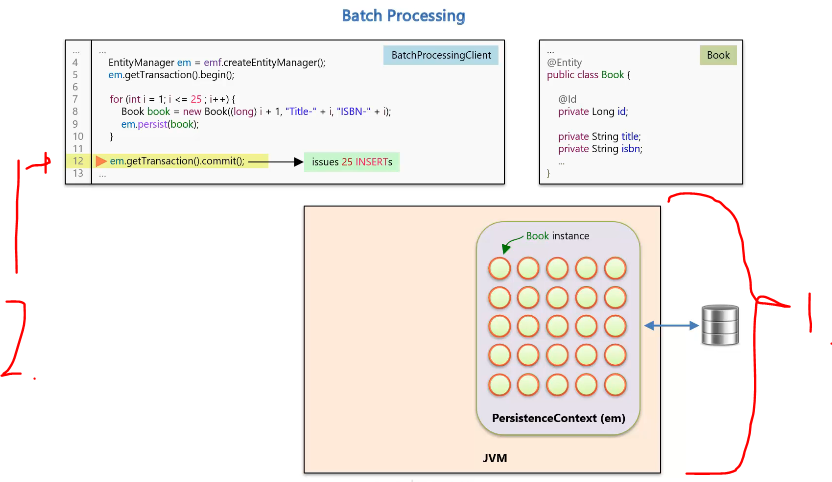 Batch Processing
...
...
4 EntityManager em = emf.createEntityManager();
BatchProcessingClient
5 em.getTransaction().begin();
6
7 for (int i = 1; i <= 25 ; i++) {
8 Book book = new Book((long) i + 1, "Title-" + i, "ISBN-" + i);
9 em.persist(book);
10 }
11
12 em.getTransaction().commit();
issues 25 INSERTs
13 ...
...
Book
@Entity
public class Book {
@Id
private Long id;
private String title;
private String isbn;
...
}
Book instance
PersistenceContext (em)
JVM
1.
2.